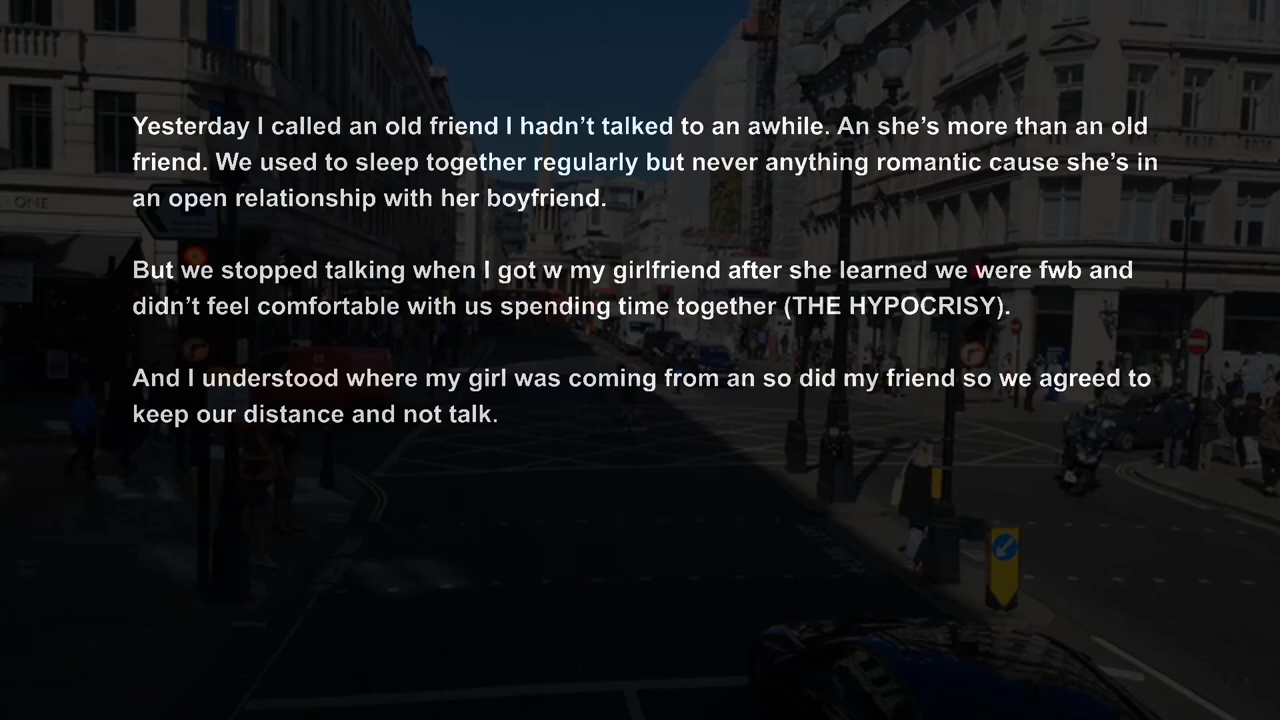 Yesterday I called an old friend I hadn’t talked to an awhile. An she’s more than an old
friend. We used to sleep together regularly but never anything romantic cause she’s in
an open relationship with her boyfriend.
But we stopped talking when I got w my girlfriend after she learned we were fwb and
didn’t feel comfortable with us spending time together (THE HYPOCRISY).
And I understood where my girl was coming from an so did my friend so we agreed to
keep our distance and not talk.
ONE